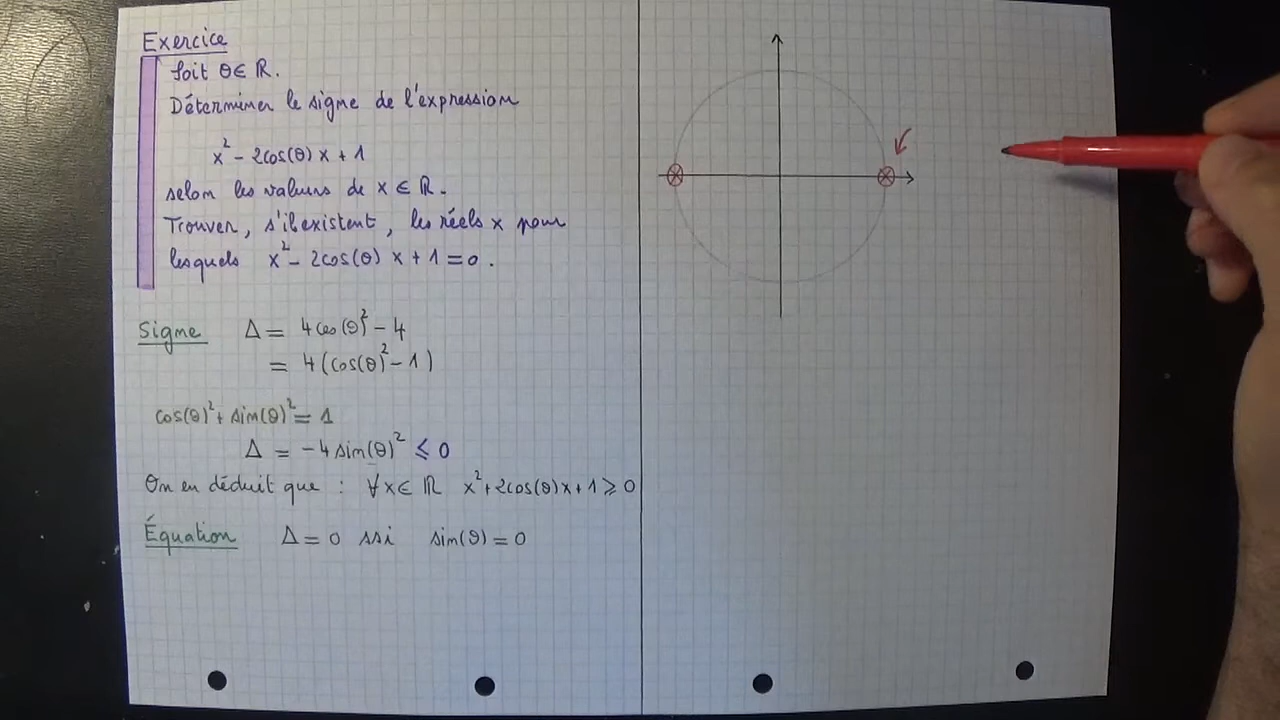 Exercice
Soit θ ∈ ℝ.
Déterminer le signe de l'expression
x² - 2cos(θ) x + 1
selon les valeurs de x ∈ ℝ.
Trouver, s'il existent, les réels x pour
lesquels x² - 2cos(θ) x + 1 = 0.
Signe Δ = 4cos(θ)² - 4
= 4(cos(θ)² - 1)
cos(θ)² + sin(θ)² = 1
Δ = -4 sin(θ)² ⩽ 0
On en déduit que : ∀x ∈ ℝ x² + 2cos(θ)x + 1 ⩾ 0
Équation Δ = 0 ssi sin(θ) = 0